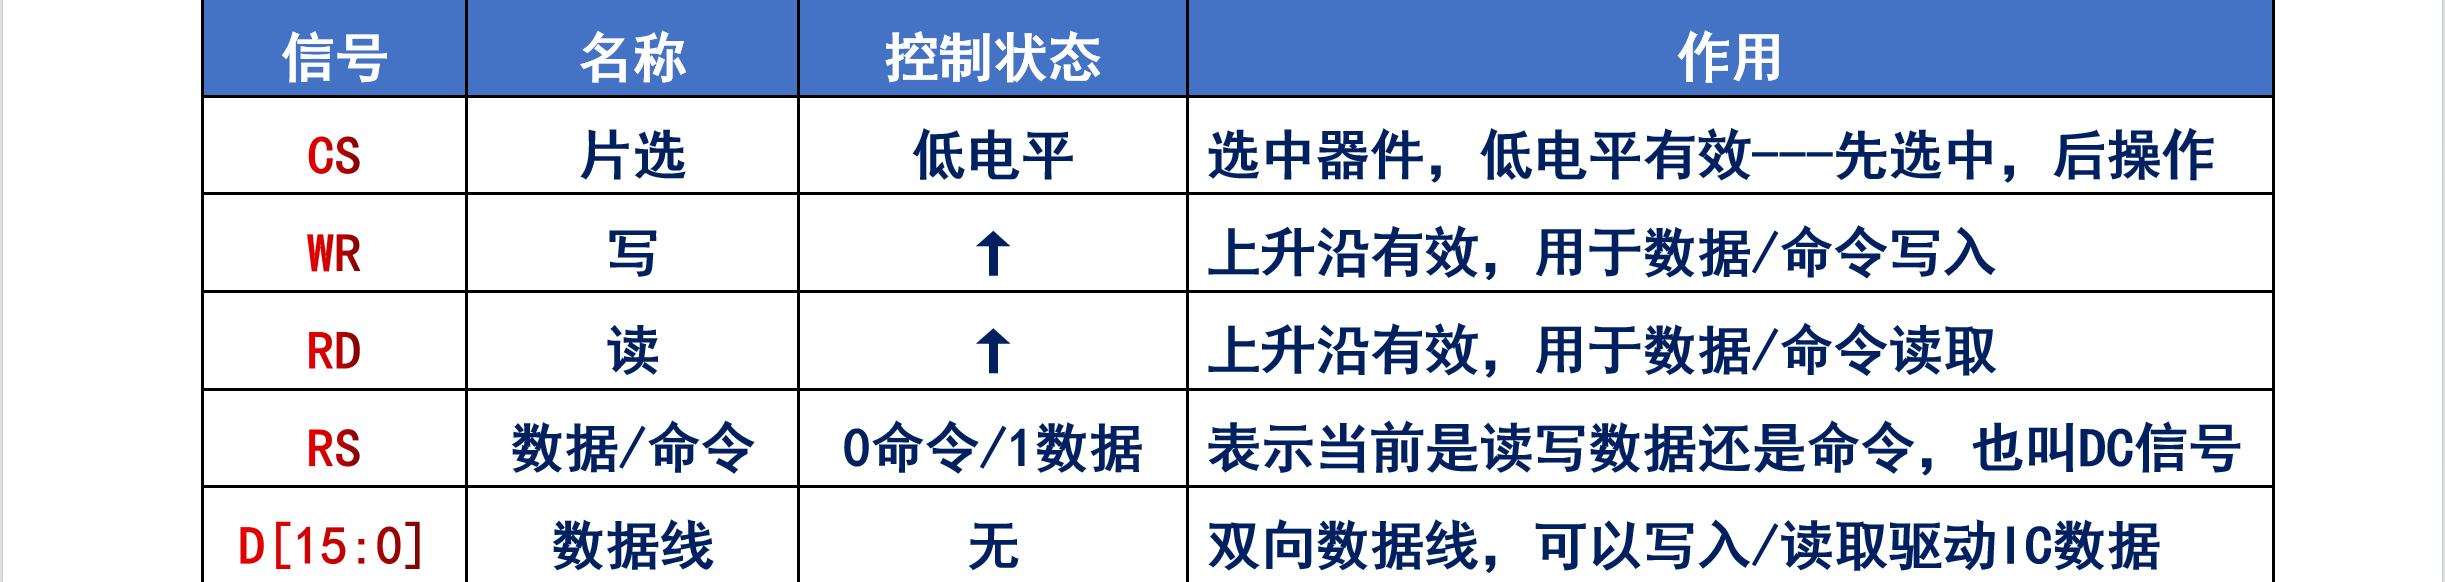 信号 名称 控制状态 作用
CS 片选 低电平 选中器件，低电平有效---先选中，后操作
WR 写 ↑ 上升沿有效，用于数据/命令写入
RD 读 ↑ 上升沿有效，用于数据/命令读取
RS 数据/命令 0命令/1数据 表示当前是读写数据还是命令，也叫DC信号
D[15:0] 数据线 无 双向数据线，可以写入/读取驱动IC数据